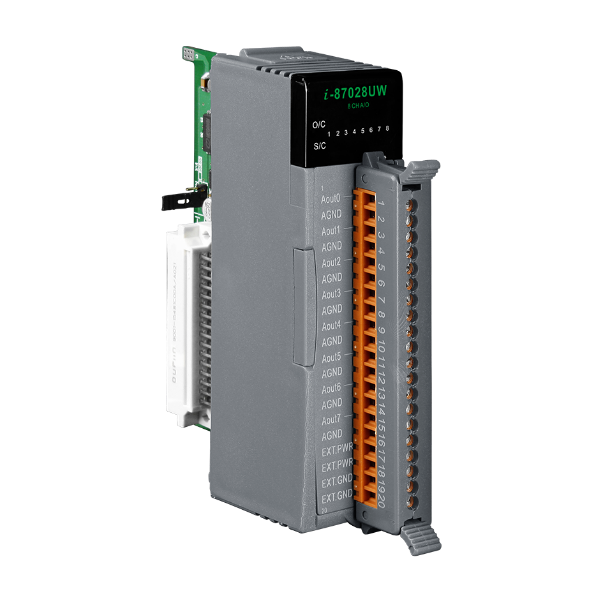 i-87028UW
8 CH A/O
O/C
1 2 3 4 5 6 7 8
S/C
1
Aout0 1
AGND 2
Aout1 3
AGND 4
Aout2 5
AGND 6
Aout3 7
AGND 8
Aout4 9
AGND 10
Aout5 11
AGND 12
Aout6 13
AGND 14
Aout7 15
AGND 16
EXT.PWR 17
EXT.PWR 18
EXT.GND 19
EXT.GND 20
20